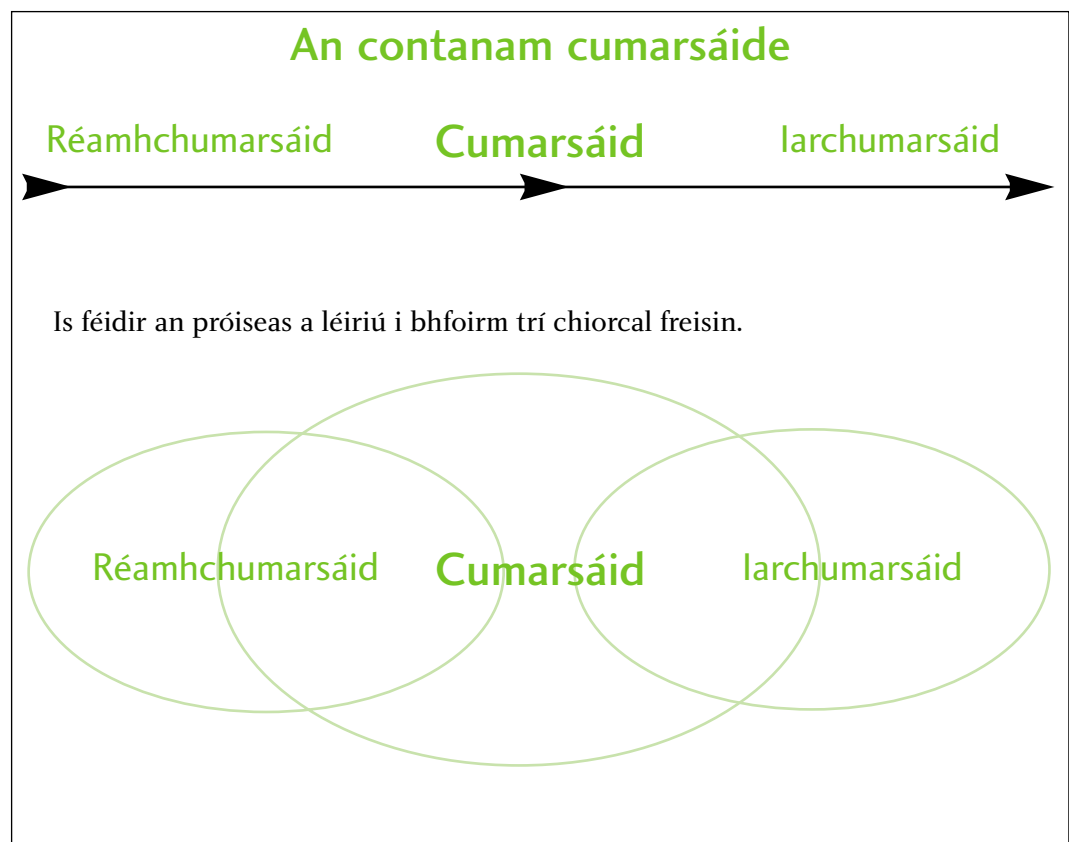 An contanam cumarsáide
Réamhchumarsáid Cumarsáid Iarchumarsáid
Is féidir an próiseas a léiriú i bhfoirm trí chiorcal freisin.
Réamhchumarsáid Cumarsáid Iarchumarsáid